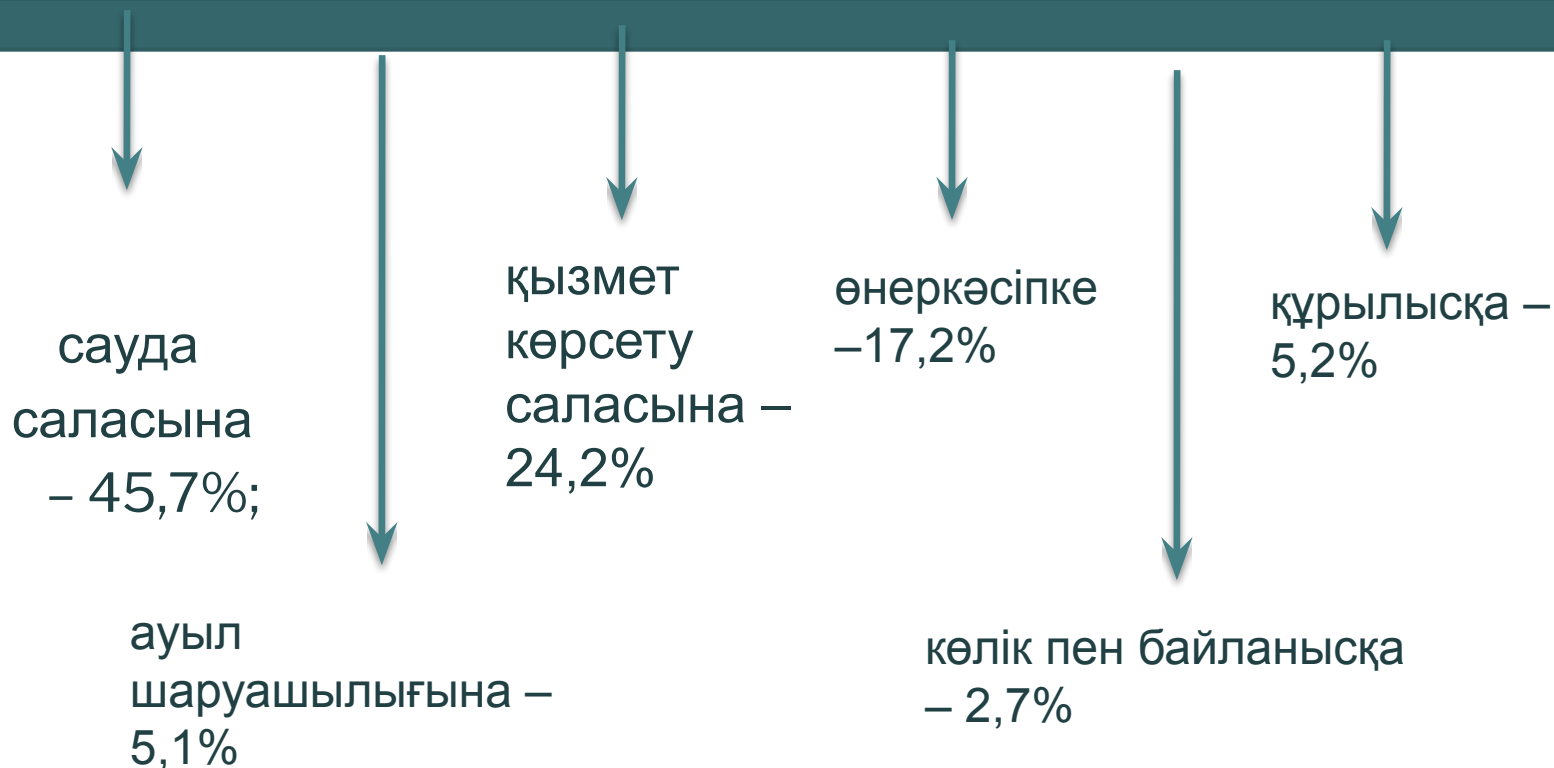 сауда
саласына
– 45,7%;
ауыл
шаруашылығына –
5,1%
қызмет
көрсету
саласына –
24,2%
өнеркәсіпке
–17,2%
көлік пен байланысқа
– 2,7%
құрылысқа –
5,2%